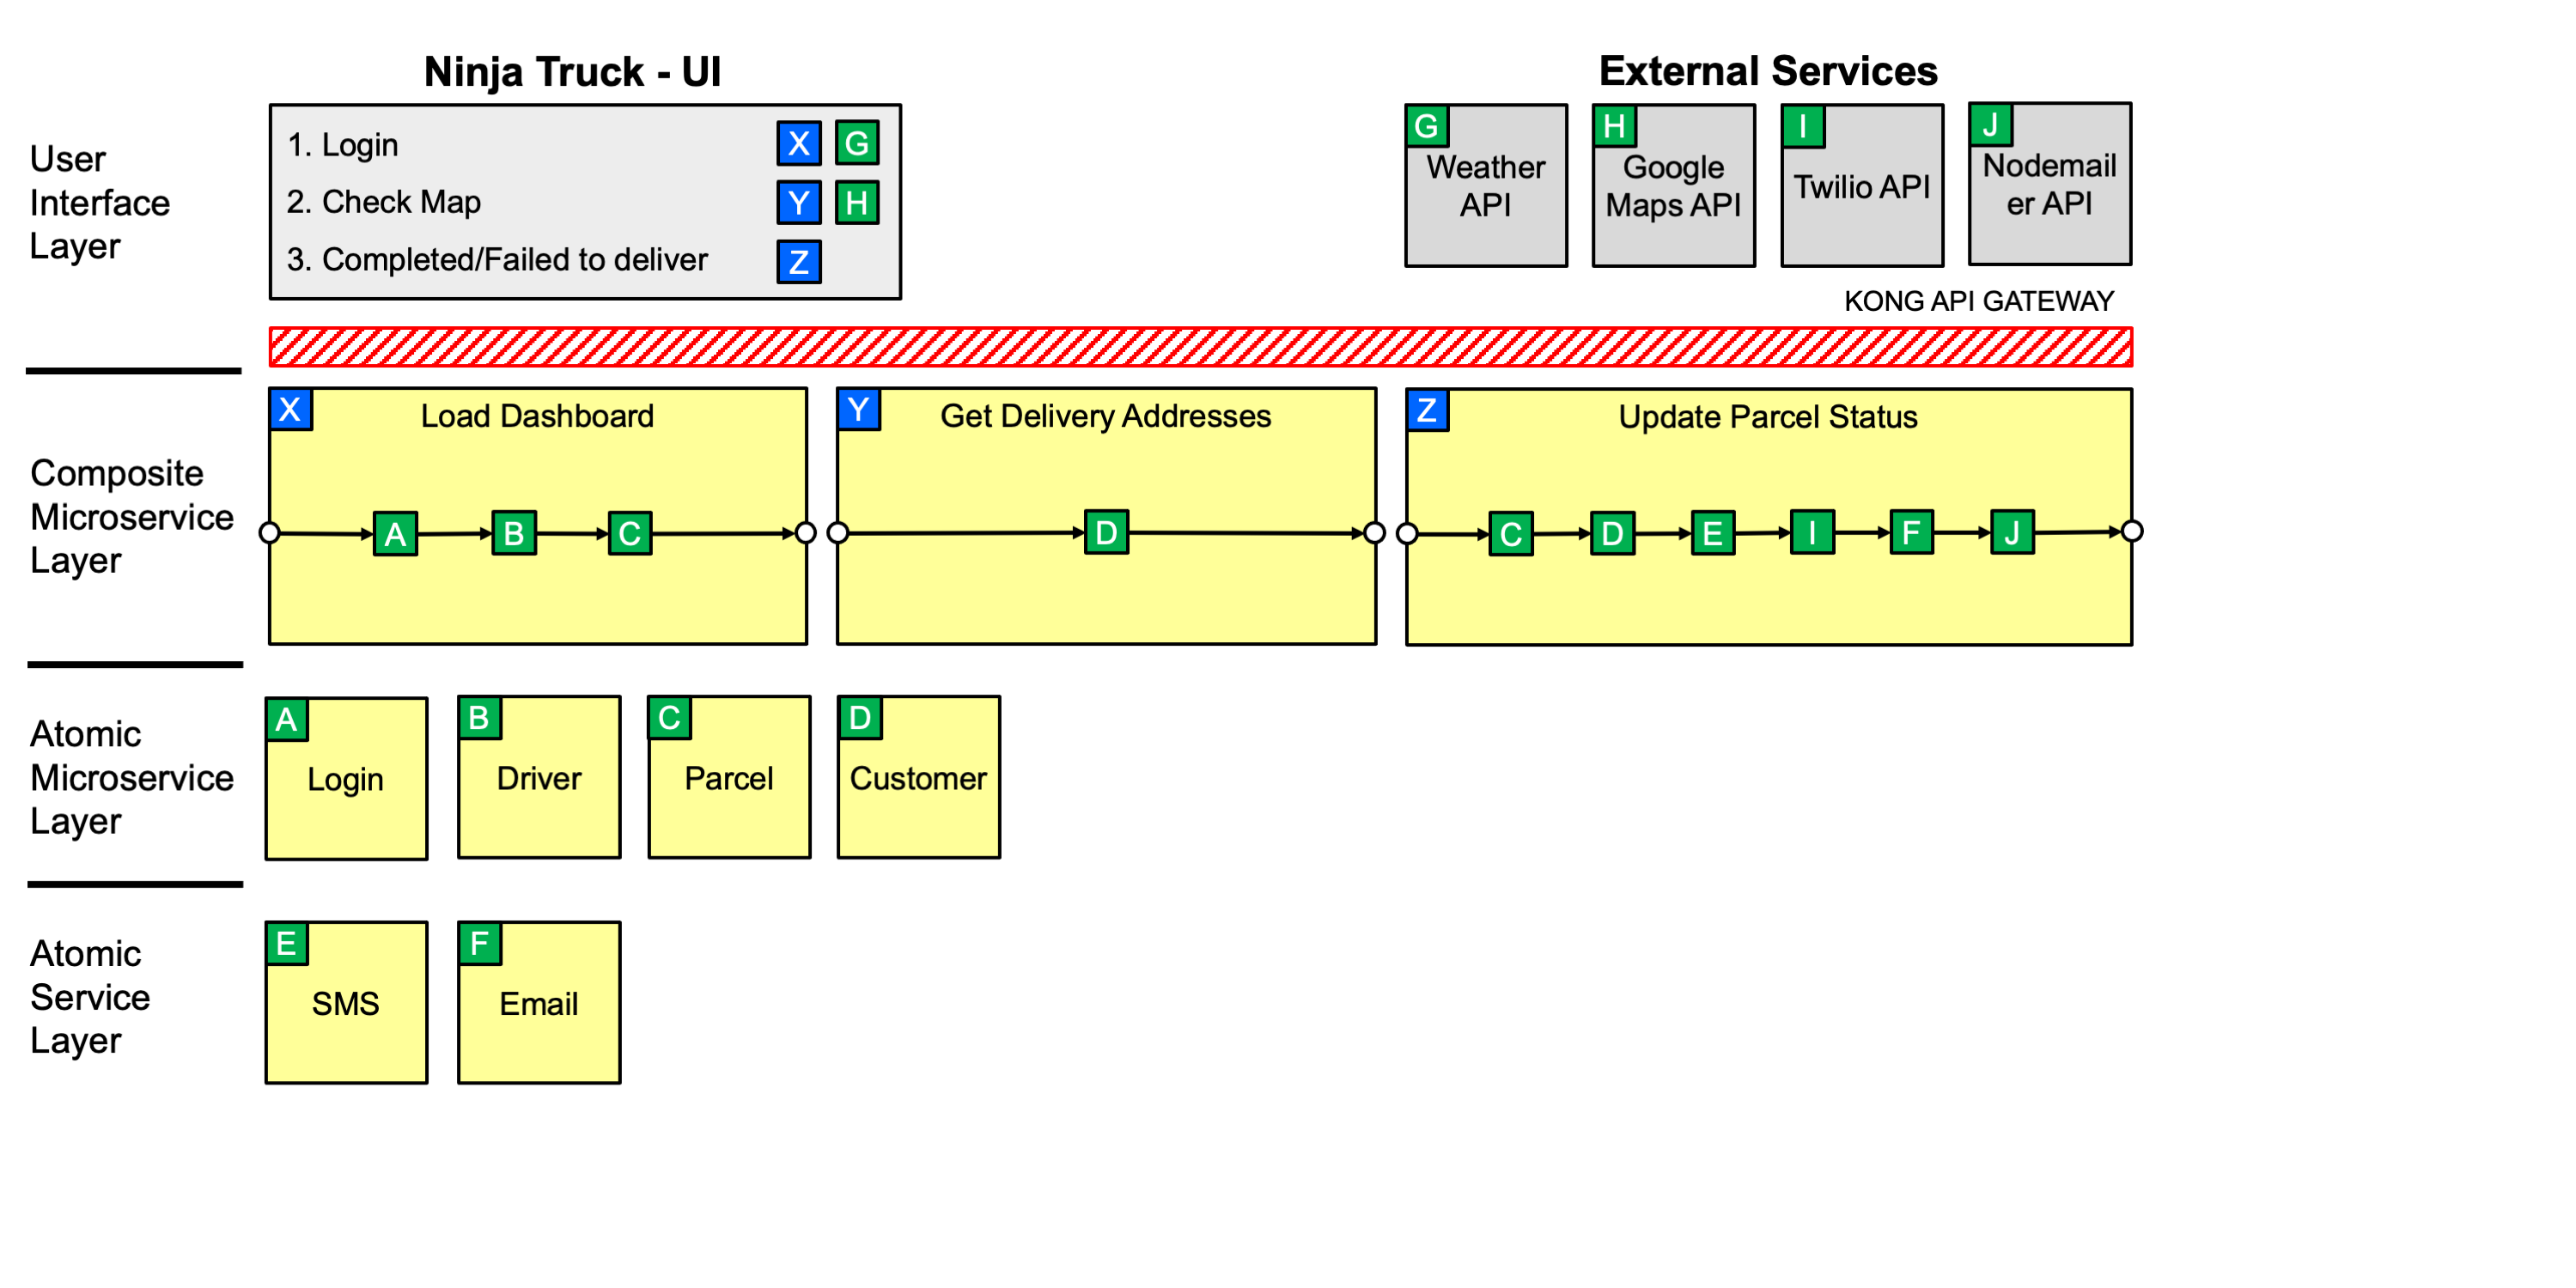 Ninja Truck - UI
External Services
User
Interface
Layer
1. Login X G
2. Check Map Y H
3. Completed/Failed to deliver Z
G
Weather
API
H
Google
Maps API
I
Twilio API
J
Nodemail
er API
KONG API GATEWAY
Composite
Microservice
Layer
X Load Dashboard
A B C
Y Get Delivery Addresses
D
Z Update Parcel Status
C D E I F J
Atomic
Microservice
Layer
A
Login
B
Driver
C
Parcel
D
Customer
Atomic
Service
Layer
E
SMS
F
Email